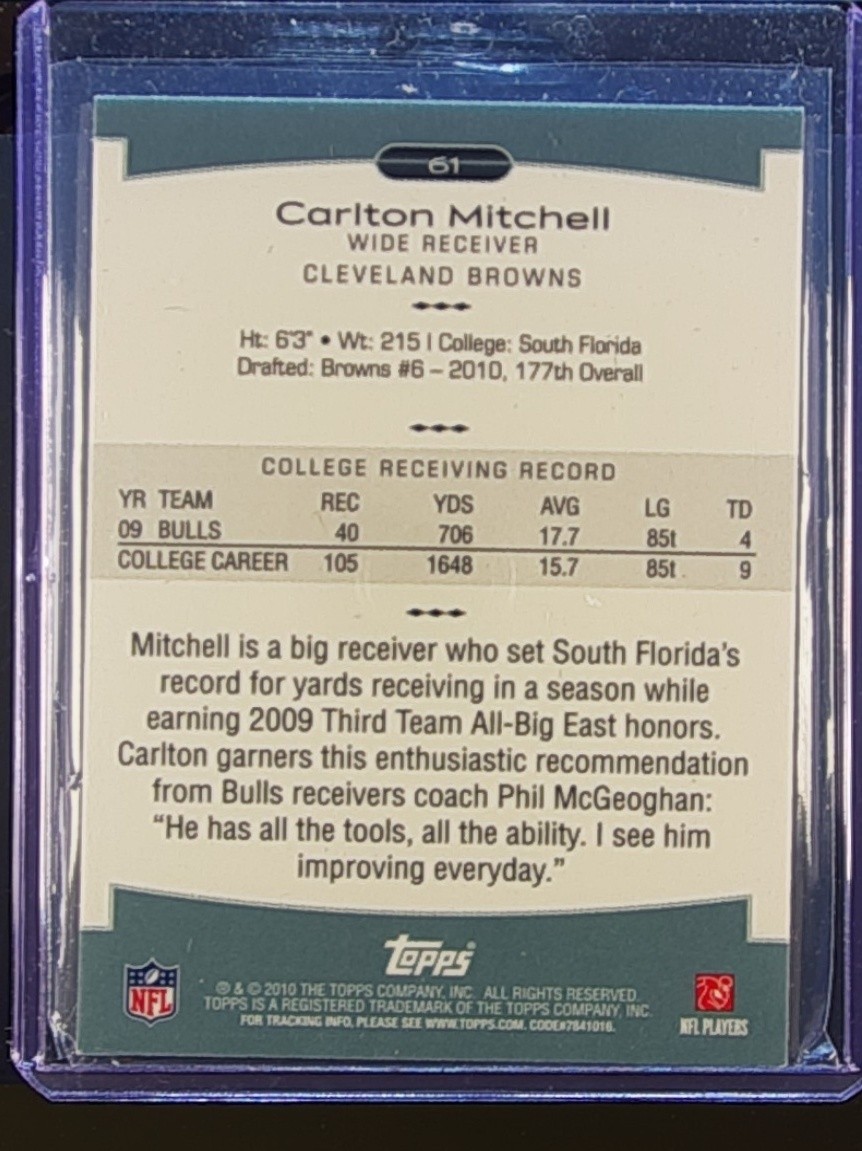 61
Carlton Mitchell
WIDE RECEIVER
CLEVELAND BROWNS
Ht: 6'3" • Wt: 215 | College: South Florida
Drafted: Browns #6 – 2010, 177th Overall
COLLEGE RECEIVING RECORD
YR TEAM REC YDS AVG LG TD
09 BULLS 40 706 17.7 85t 4
COLLEGE CAREER 105 1648 15.7 85t 9
Mitchell is a big receiver who set South Florida's
record for yards receiving in a season while
earning 2009 Third Team All-Big East honors.
Carlton garners this enthusiastic recommendation
from Bulls receivers coach Phil McGeoghan:
“He has all the tools, all the ability. I see him
improving everyday.”
Topps®
NFL
® & © 2010 THE TOPPS COMPANY, INC. ALL RIGHTS RESERVED.
TOPPS IS A REGISTERED TRADEMARK OF THE TOPPS COMPANY, INC.
FOR TRACKING INFO, PLEASE SEE WWW.TOPPS.COM. CODE#7841016.
NFL PLAYERS